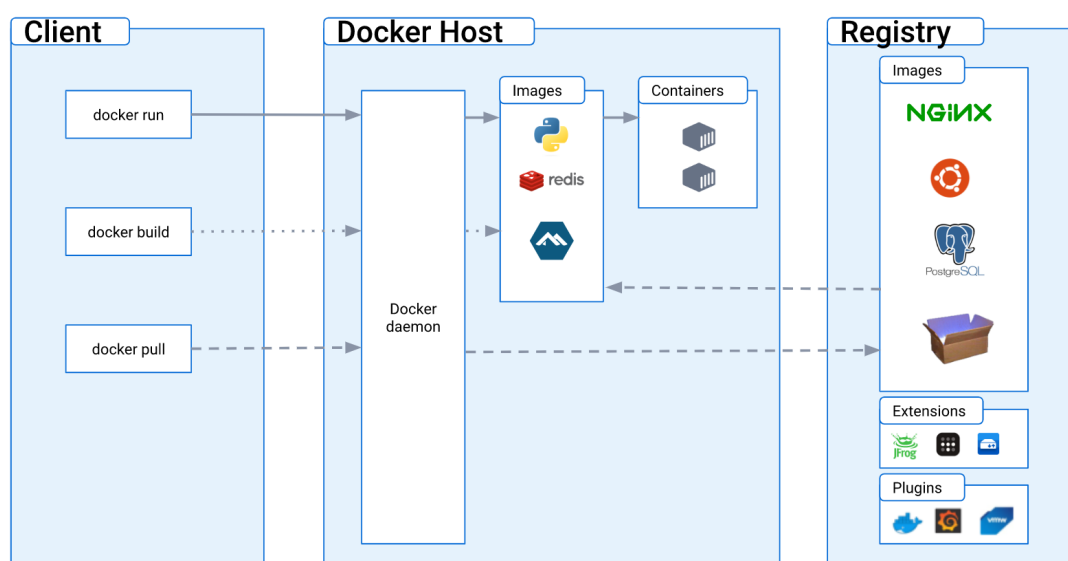 Client
docker run
docker build
docker pull
Docker Host
Docker
daemon
Images
redis
Containers
Registry
Images
NGINX
PostgreSQL
Extensions
JFrog
Plugins
vmw